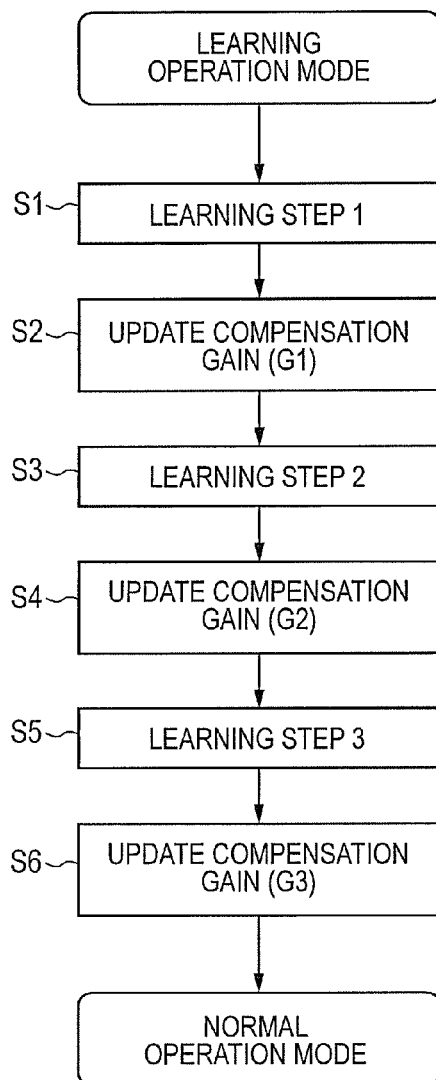 LEARNING
OPERATION MODE
S1
LEARNING STEP 1
S2
UPDATE COMPENSATION
GAIN (G1)
S3
LEARNING STEP 2
S4
UPDATE COMPENSATION
GAIN (G2)
S5
LEARNING STEP 3
S6
UPDATE COMPENSATION
GAIN (G3)
NORMAL
OPERATION MODE